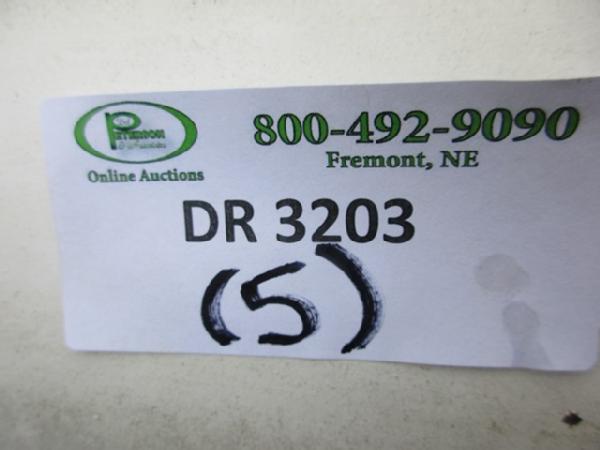 800-492-9090
Fremont, NE
Online Auctions
DR 3203
(5)